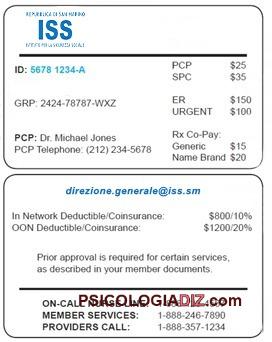 REPUBBLICA DI SAN MARINO
ISS
ISTITUTO PER LA SICUREZZA SOCIALE
ID: 5678 1234-A
PCP $25
SPC $35
GRP: 2424-78787-WXZ
ER $150
URGENT $100
PCP: Dr. Michael Jones
PCP Telephone: (212) 234-5678
Rx Co-Pay:
Generic $15
Name Brand $20
direzione.generale@iss.sm
In Network Deductible/Coinsurance: $800/10%
OON Deductible/Coinsurance: $1200/20%
Prior approval is required for certain services,
as described in your member documents.
ON-CALL NURSE LINE:
PSICOLOGIADIZ.com
MEMBER SERVICES: 1-888-246-7890
PROVIDERS CALL: 1-888-357-1234